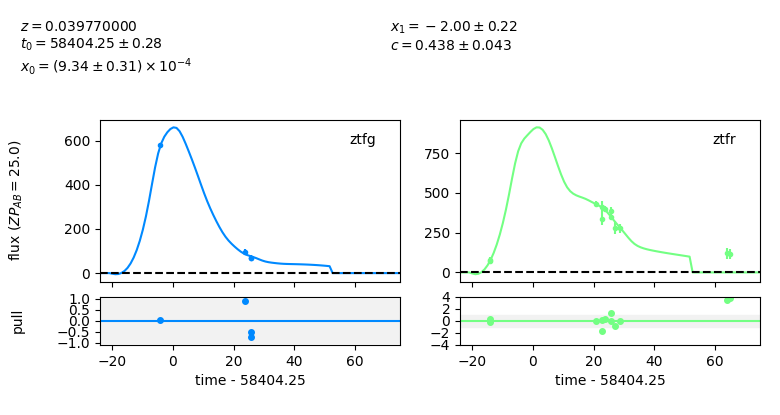 z = 0.039770000
t₀ = 58404.25 ± 0.28
x₀ = (9.34 ± 0.31) × 10⁻⁴
x₁ = −2.00 ± 0.22
c = 0.438 ± 0.043
flux (ZP_AB = 25.0)
600
400
200
0
ztfg
750
500
250
0
ztfr
pull
1.0
0.5
0.0
−0.5
−1.0
−20 0 20 40 60
time - 58404.25
4
2
0
−2
−4
−20 0 20 40 60
time - 58404.25